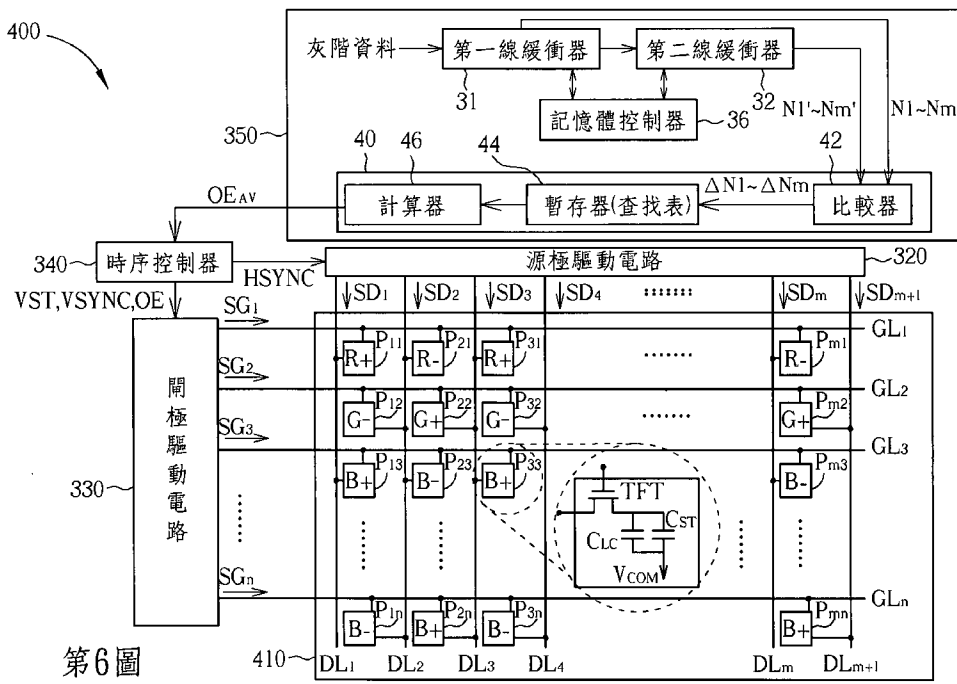 400
灰階資料
第一線緩衝器
第二線緩衝器
31
32
記憶體控制器
36
N1'~Nm'
N1~Nm
350
40
46
44
42
OEAV
計算器
暫存器(查找表)
ΔN1~ΔNm
比較器
340
時序控制器
HSYNC
源極驅動電路
320
VST,VSYNC,OE
SD1
SD2
SD3
SD4
SDm
SDm+1
SG1
GL1
R+
P11
R-
P21
R+
P31
R-
Pm1
SG2
GL2
G-
P12
G+
P22
G-
P32
G+
Pm2
SG3
GL3
B+
P13
B-
P23
B+
P33
B-
Pm3
閘極驅動電路
330
TFT
CLC
CST
VCOM
SGn
GLn
B-
P1n
B+
P2n
B-
P3n
B+
Pmn
410
DL1
DL2
DL3
DL4
DLm
DLm+1
第6圖